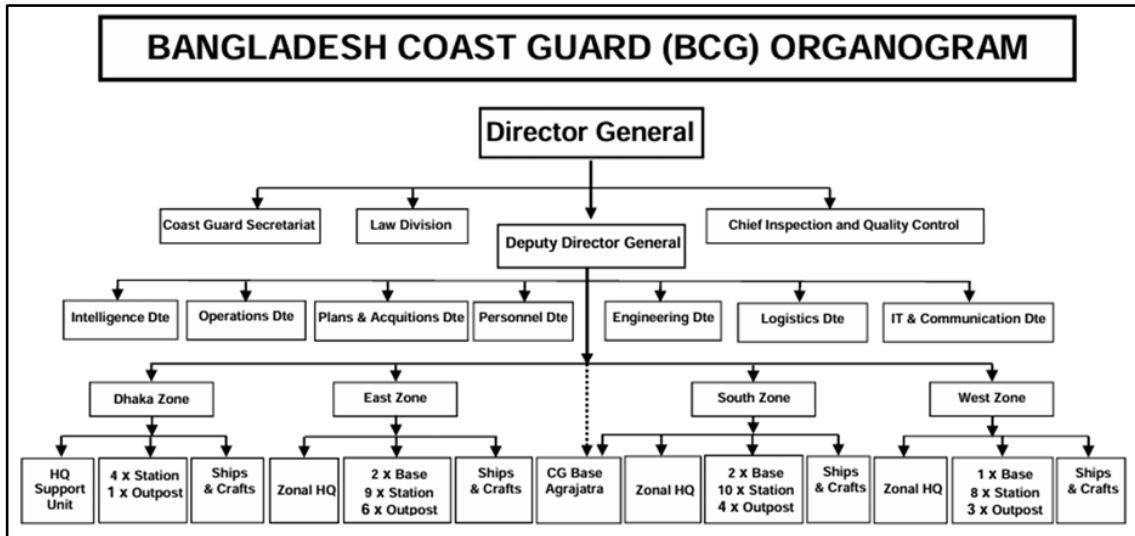 BANGLADESH COAST GUARD (BCG) ORGANOGRAM
Director General
Coast Guard Secretariat
Law Division
Chief Inspection and Quality Control
Deputy Director General
Intelligence Dte
Operations Dte
Plans & Acquitions Dte
Personnel Dte
Engineering Dte
Logistics Dte
IT & Communication Dte
Dhaka Zone
East Zone
South Zone
West Zone
HQ
Support
Unit
4 x Station
1 x Outpost
Ships
& Crafts
Zonal HQ
2 x Base
9 x Station
6 x Outpost
Ships
& Crafts
CG Base
Agrajatra
Zonal HQ
2 x Base
10 x Station
4 x Outpost
Ships
& Crafts
Zonal HQ
1 x Base
8 x Station
3 x Outpost
Ships
& Crafts